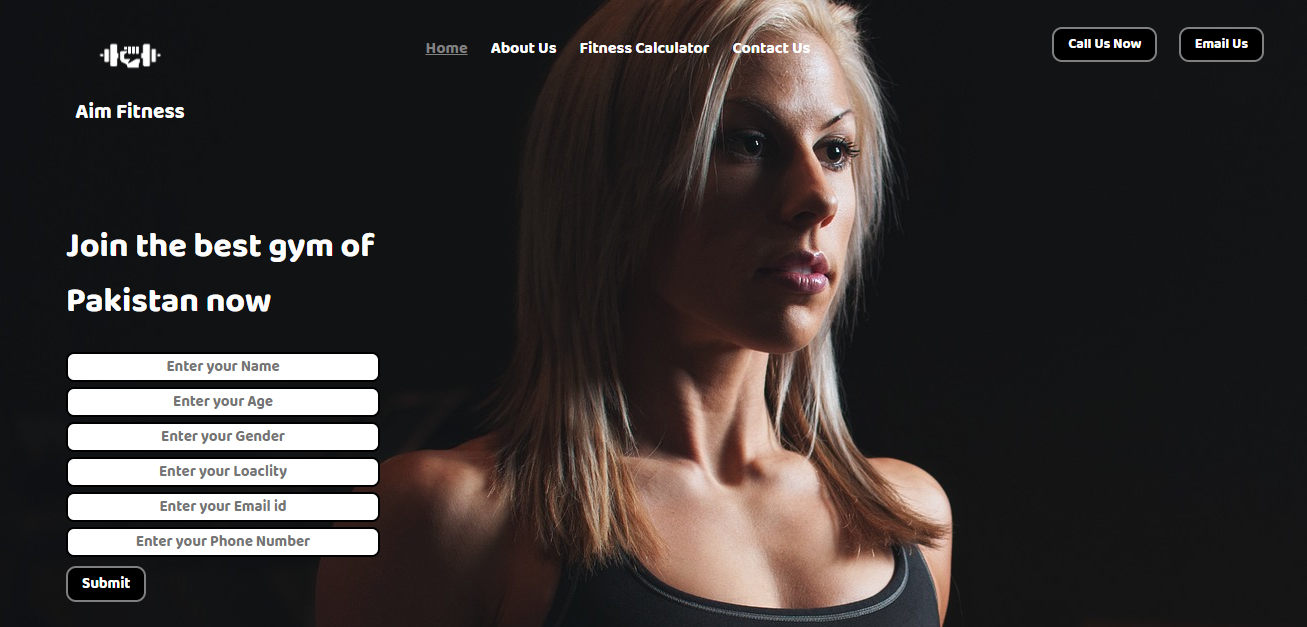 Home About Us Fitness Calculator Contact Us Call Us Now Email Us
Aim Fitness
Join the best gym of
Pakistan now
Enter your Name
Enter your Age
Enter your Gender
Enter your Loaclity
Enter your Email id
Enter your Phone Number
Submit